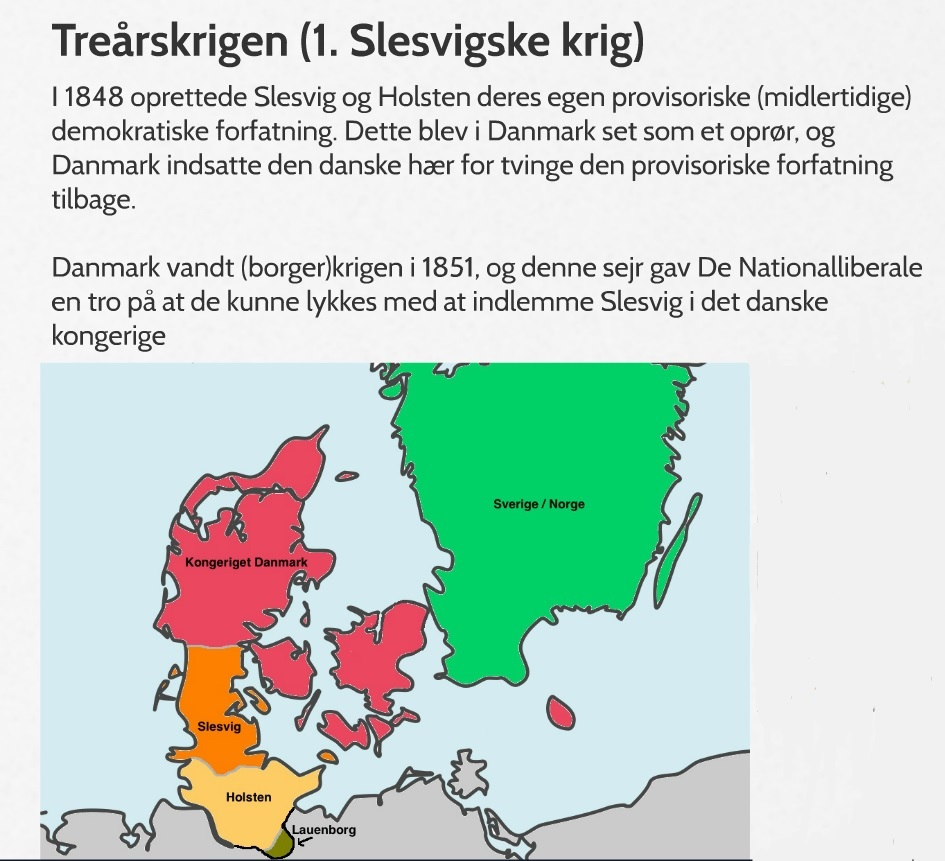 Treårskrigen (1. Slesvigske krig)
I 1848 oprettede Slesvig og Holsten deres egen provisoriske (midlertidige)
demokratiske forfatning. Dette blev i Danmark set som et oprør, og
Danmark indsatte den danske hær for tvinge den provisoriske forfatning
tilbage.
Danmark vandt (borger)krigen i 1851, og denne sejr gav De Nationalliberale
en tro på at de kunne lykkes med at indlemme Slesvig i det danske
kongerige
Sverige / Norge
Kongeriget Danmark
Slesvig
Holsten
Lauenborg